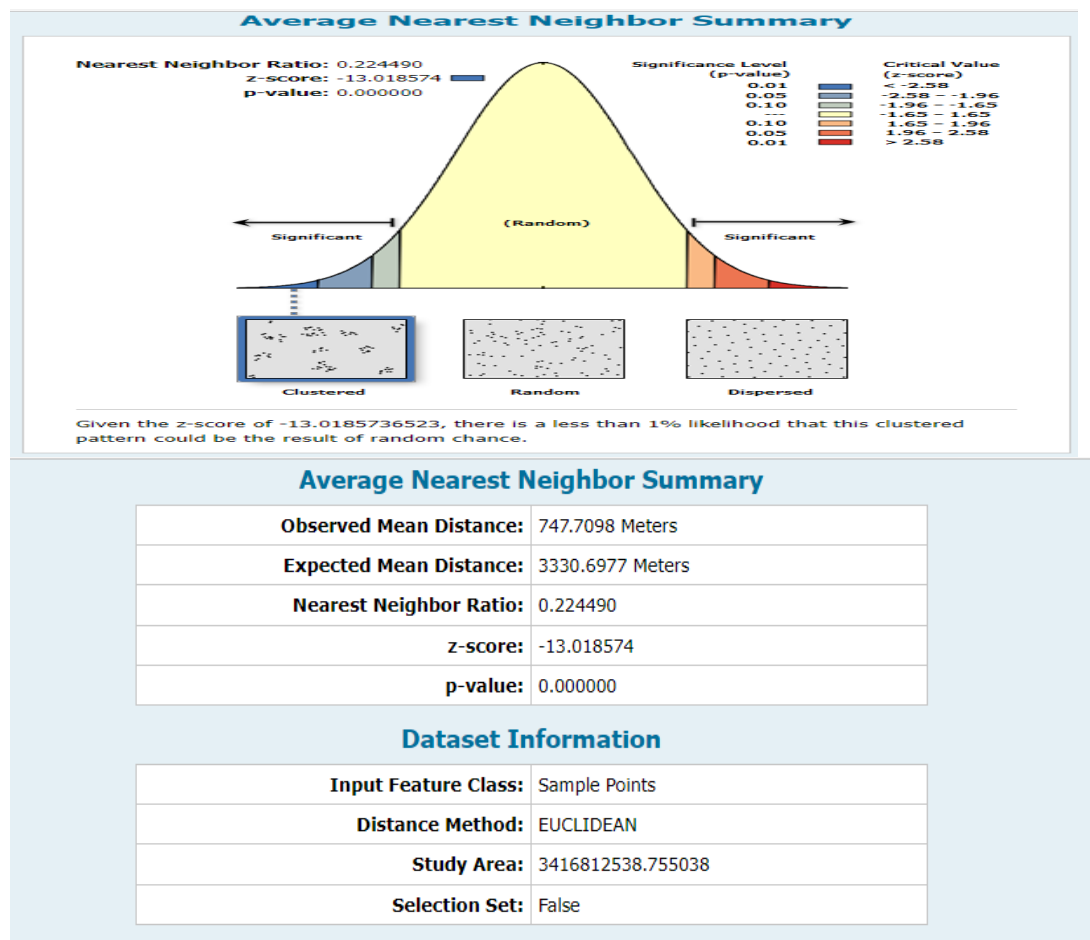 Average Nearest Neighbor Summary
Nearest Neighbor Ratio: 0.224490
z-score: -13.018574
p-value: 0.000000
Significance Level
(p-value)
Critical Value
(z-score)
0.01 < -2.58
0.05 -2.58 - -1.96
0.10 -1.96 - -1.65
--- -1.65 - 1.65
0.10 1.65 - 1.96
0.05 1.96 - 2.58
0.01 > 2.58
Significant
(Random)
Significant
Clustered
Random
Dispersed
Given the z-score of -13.0185736523, there is a less than 1% likelihood that this clustered
pattern could be the result of random chance.
Average Nearest Neighbor Summary
Observed Mean Distance: 747.7098 Meters
Expected Mean Distance: 3330.6977 Meters
Nearest Neighbor Ratio: 0.224490
z-score: -13.018574
p-value: 0.000000
Dataset Information
Input Feature Class: Sample Points
Distance Method: EUCLIDEAN
Study Area: 3416812538.755038
Selection Set: False